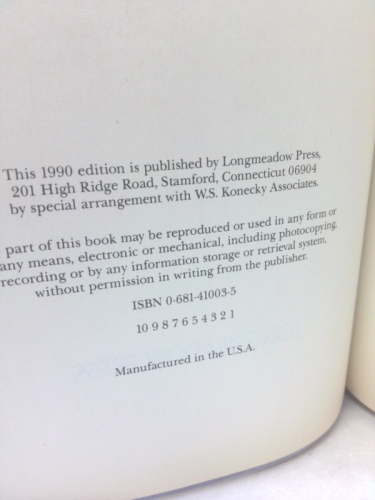 This 1990 edition is published by Longmeadow Press,
201 High Ridge Road, Stamford, Connecticut 06904
by special arrangement with W.S. Konecky Associates.
part of this book may be reproduced or used in any form or
any means, electronic or mechanical, including photocopying,
recording or by any information storage or retrieval system,
without permission in writing from the publisher.
ISBN 0-681-41003-5
10 9 8 7 6 5 4 3 2 1
Manufactured in the U.S.A.